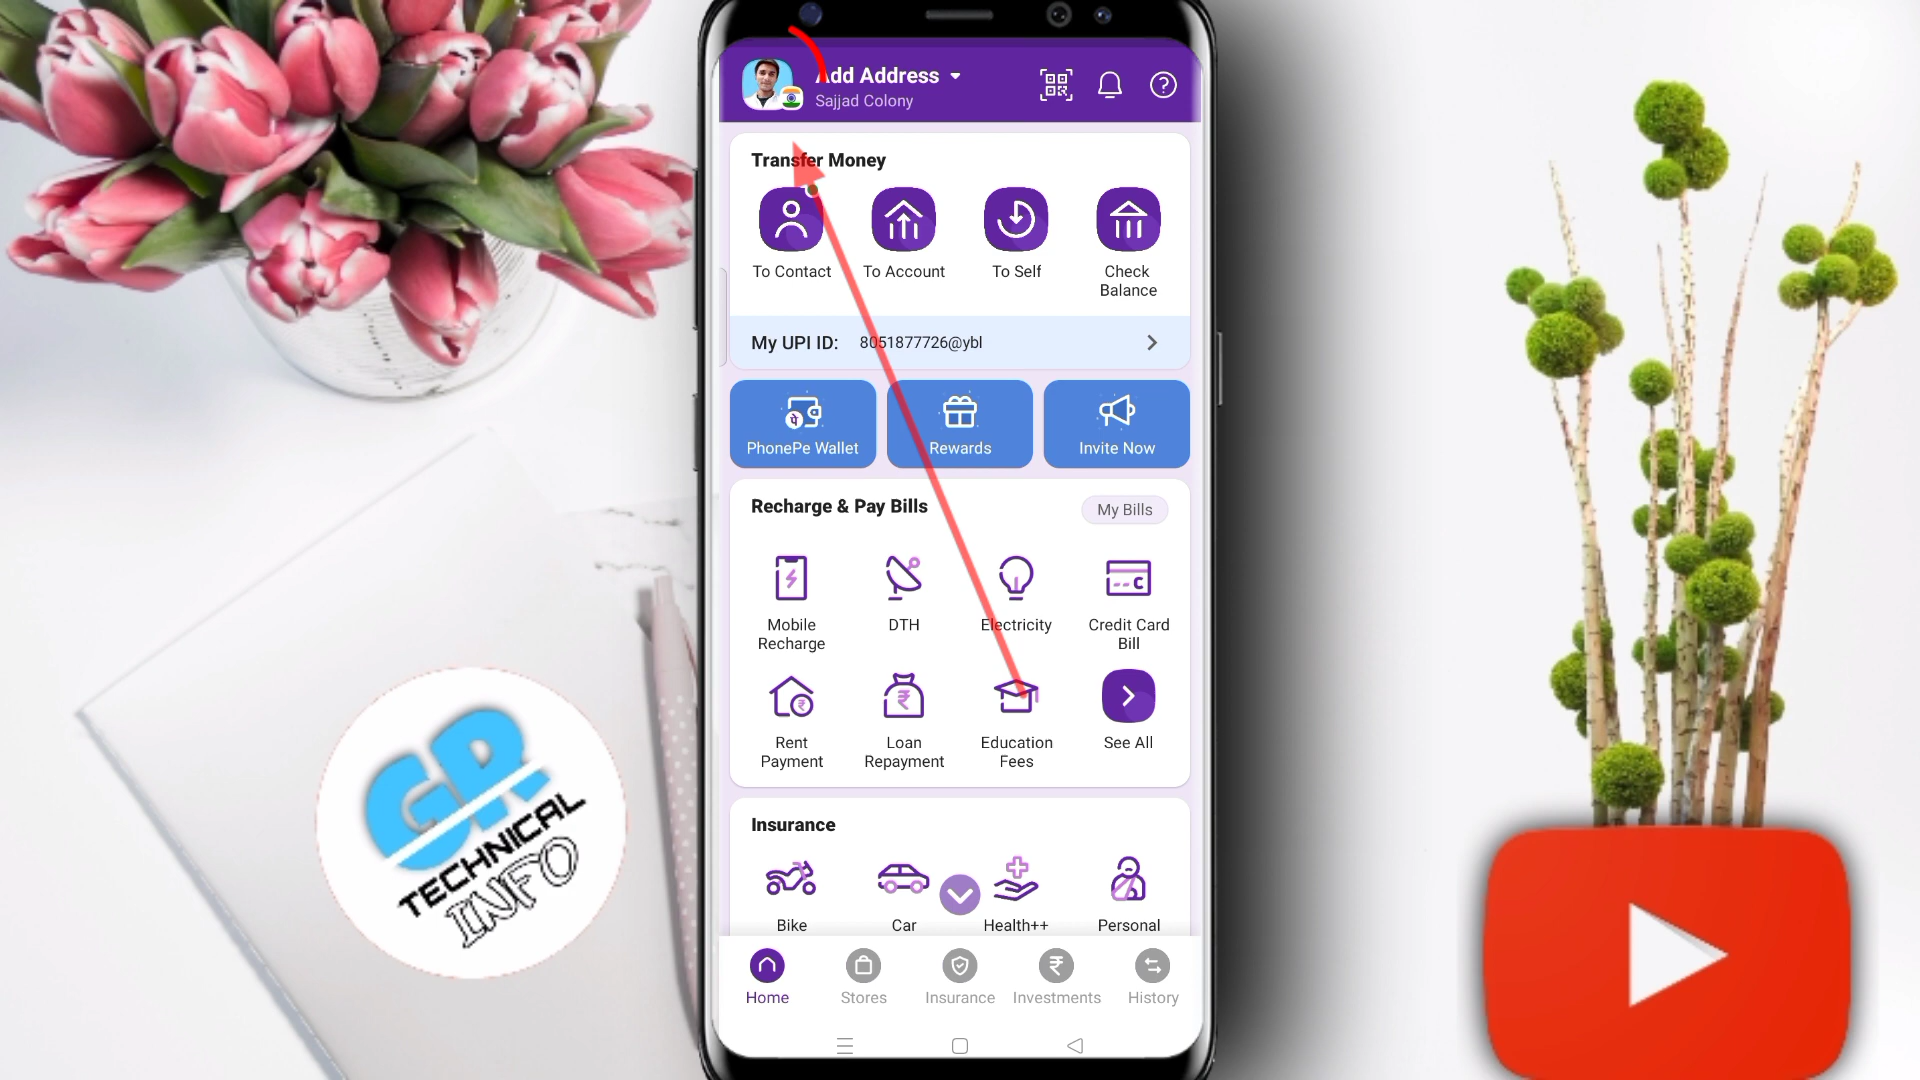 Add Address
Sajjad Colony
Transfer Money
To Contact
To Account
To Self
Check
Balance
My UPI ID: 8051877726@ybl
PhonePe Wallet
Rewards
Invite Now
Recharge & Pay Bills
My Bills
Mobile
Recharge
DTH
Electricity
Credit Card
Bill
Rent
Payment
Loan
Repayment
Education
Fees
See All
Insurance
Bike
Car
Health++
Personal
Home
Stores
Insurance
Investments
History
GR
TECHNICAL
INFO